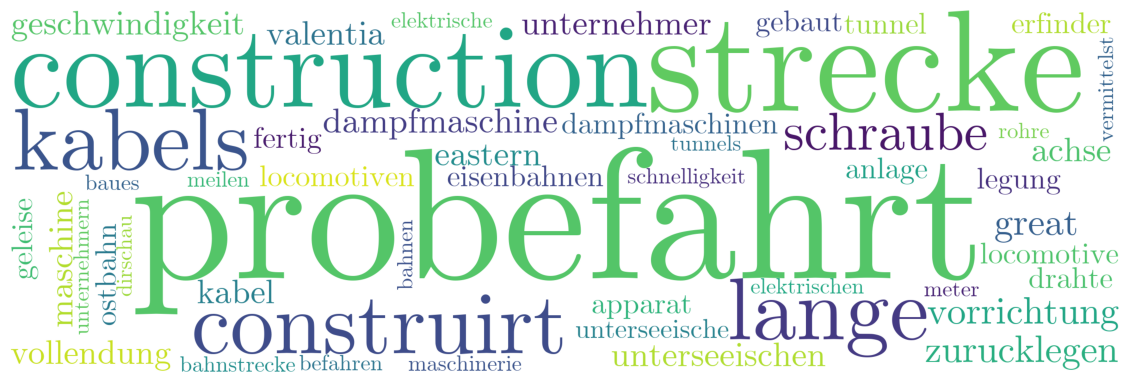 geschwindigkeit
valentia
elektrische
unternehmer
gebaut
tunnel
erfinder
construction
strecke
vermittelst
kabels
fertig
dampfmaschine
dampfmaschinen
tunnels
schraube
rohre
achse
baues
meilen
locomotiven
eastern
eisenbahnen
schnelligkeit
anlage
legung
geleise
maschine
unternehmern
ostbahn
dirschau
probefahrt
bahnen
great
locomotive
drahte
kabel
construirt
apparat
unterseeische
elektrischen
lange
meter
vorrichtung
vollendung
bahnstrecke
befahren
maschinerie
unterseeischen
zurucklegen